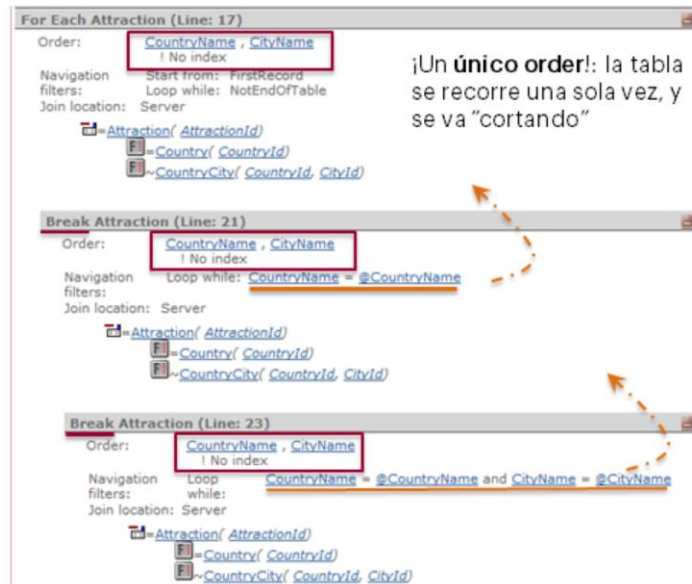 For Each Attraction (Line: 17)
Order: CountryName , CityName
! No index
Navigation filters: Start from: FirstRecord
Loop while: NotEndOfTable
Join location: Server
=Attraction( AttractionId)
=Country( CountryId)
~CountryCity( CountryId, CityId)
¡Un único order!: la tabla
se recorre una sola vez, y
se va “cortando”
Break Attraction (Line: 21)
Order: CountryName , CityName
! No index
Navigation filters: Loop while: CountryName = @CountryName
Join location: Server
=Attraction( AttractionId)
=Country( CountryId)
~CountryCity( CountryId, CityId)
Break Attraction (Line: 23)
Order: CountryName , CityName
! No index
Navigation filters: Loop while: CountryName = @CountryName and CityName = @CityName
Join location: Server
=Attraction( AttractionId)
=Country( CountryId)
~CountryCity( CountryId, CityId)